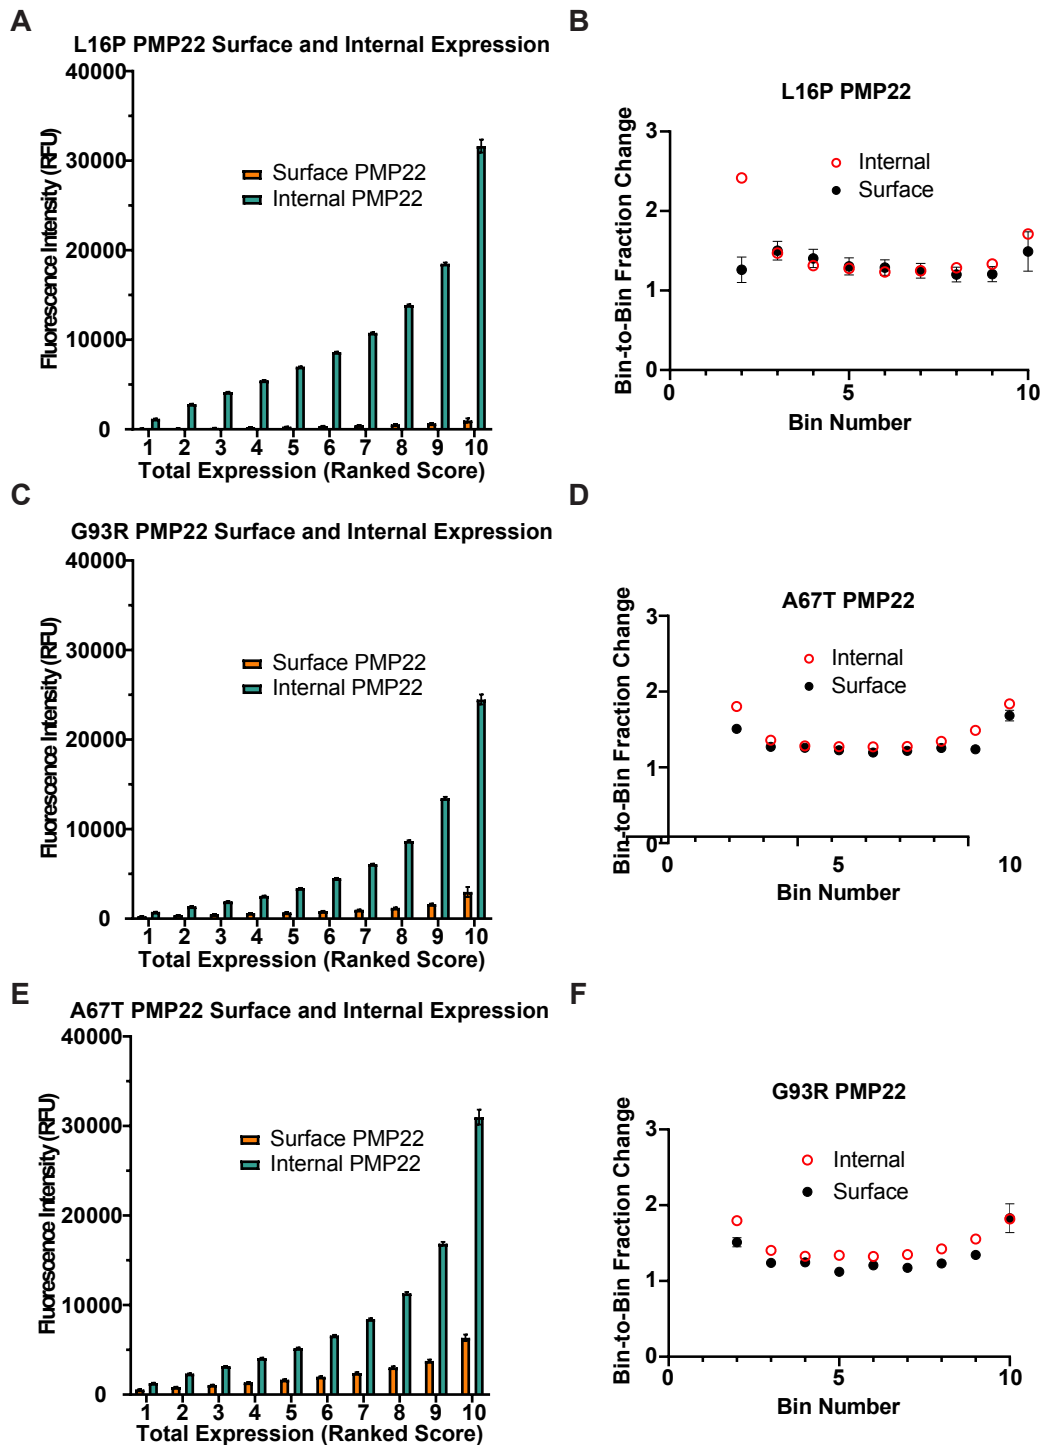 A
L16P PMP22 Surface and Internal Expression
Fluorescence Intensity (RFU)
40000
30000
20000
10000
0
Surface PMP22
Internal PMP22
1 2 3 4 5 6 7 8 9 10
Total Expression (Ranked Score)
B
L16P PMP22
Bin-to-Bin Fraction Change
3
2
1
0
Internal
Surface
0 5 10
Bin Number
C
G93R PMP22 Surface and Internal Expression
Fluorescence Intensity (RFU)
40000
30000
20000
10000
0
Surface PMP22
Internal PMP22
1 2 3 4 5 6 7 8 9 10
Total Expression (Ranked Score)
D
A67T PMP22
Bin-to-Bin Fraction Change
3
2
1
0
Internal
Surface
0 5 10
Bin Number
E
A67T PMP22 Surface and Internal Expression
Fluorescence Intensity (RFU)
40000
30000
20000
10000
0
Surface PMP22
Internal PMP22
1 2 3 4 5 6 7 8 9 10
Total Expression (Ranked Score)
F
G93R PMP22
Bin-to-Bin Fraction Change
3
2
1
0
Internal
Surface
0 5 10
Bin Number